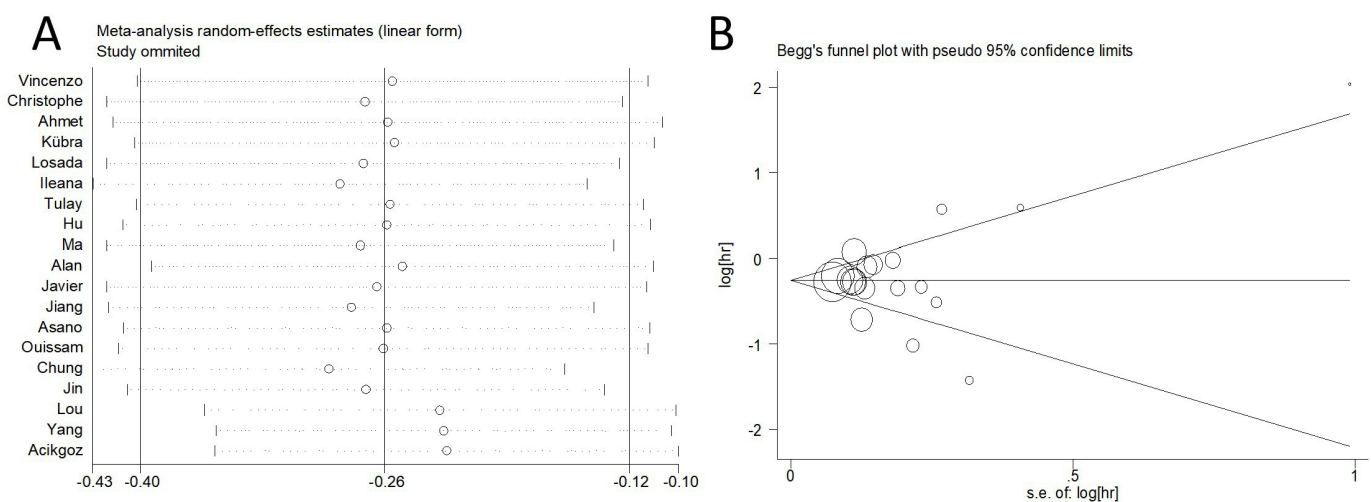 A
Meta-analysis random-effects estimates (linear form)
Study ommited
Vincenzo
Christophe
Ahmet
Kübra
Losada
Ileana
Tulay
Hu
Ma
Alan
Javier
Jiang
Asano
Ouissam
Chung
Jin
Lou
Yang
Acikgoz
-0.43 -0.40 -0.26 -0.12 -0.10
B
Begg's funnel plot with pseudo 95% confidence limits
log[hr]
2
1
0
-1
-2
0 .5 1
s.e. of: log[hr]